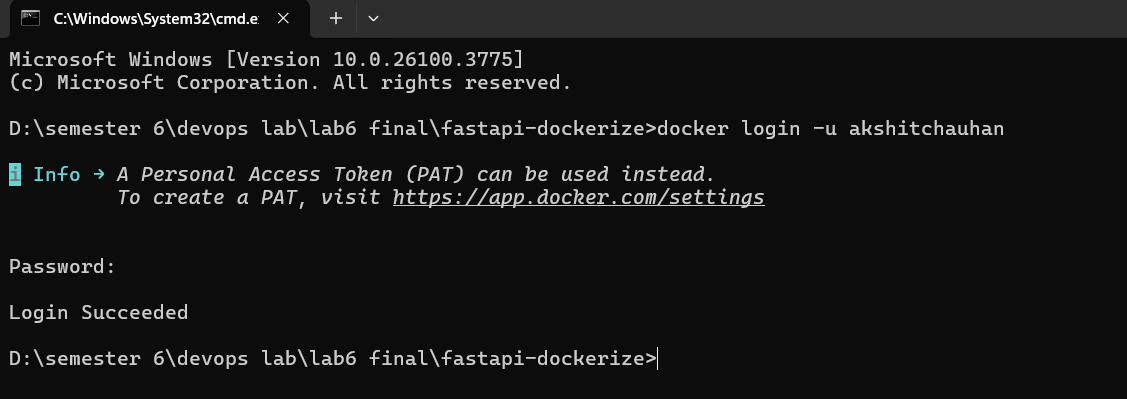 C:\Windows\System32\cmd.e
Microsoft Windows [Version 10.0.26100.3775]
(c) Microsoft Corporation. All rights reserved.
D:\semester 6\devops lab\lab6 final\fastapi-dockerize>docker login -u akshitchauhan
i Info → A Personal Access Token (PAT) can be used instead.
To create a PAT, visit https://app.docker.com/settings
Password:
Login Succeeded
D:\semester 6\devops lab\lab6 final\fastapi-dockerize>